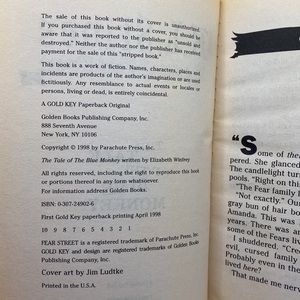 The sale of this book without its cover is unauthorized.
If you purchased this book without a cover, you should
be aware that it was reported to the publisher as "unsold and
destroyed." Neither the author nor the publisher has received
payment for the sale of this "stripped book."
This book is a work of fiction. Names, characters, places and
incidents are products of the author's imagination or are used
fictitiously. Any resemblance to actual events or locales or
persons, living or dead, is entirely coincidental.
A GOLD KEY Paperback Original
Golden Books Publishing Company, Inc.
888 Seventh Avenue
New York, NY 10106
Copyright © 1998 by Parachute Press, Inc.
The Tale of The Blue Monkey written by Elizabeth Winfrey
All rights reserved, including the right to reproduce this book
or portions thereof in any form whatsoever.
For information address Golden Books.
ISBN: 0-307-24902-6
First Gold Key paperback printing April 1998
10 9 8 7 6 5 4 3 2 1
FEAR STREET is a registered trademark of Parachute Press, Inc.
GOLD KEY and design are registered trademarks of Golden Books
Publishing Company, Inc.
Cover art by Jim Ludtke
Printed in the U.S.A.
"Some of the
pered. She glanced
The candlelight turn
pools. "Right on thi
"The Fear family
"Not exactly." Our
gray bun of hair bo
Amanda. This was
years. There was an
some of the Fears liv
I shuddered. "Cre
evil, cursed family
Probably even in the
lived here?
That made me nerv